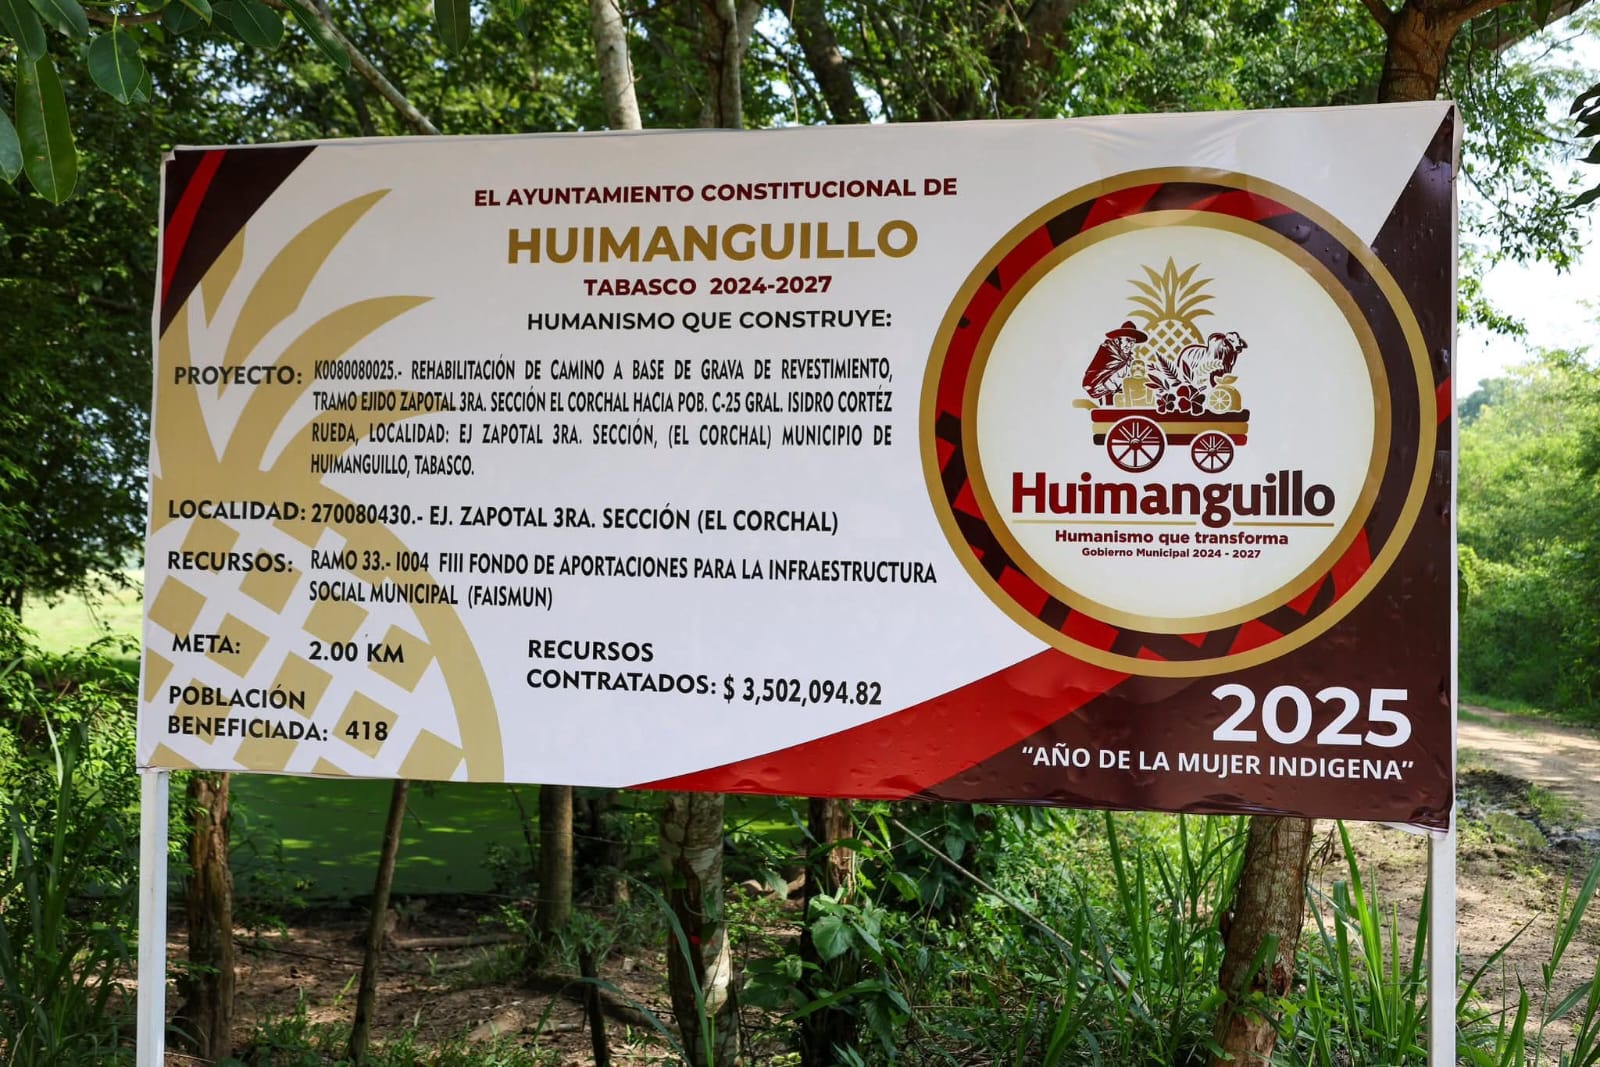 EL AYUNTAMIENTO CONSTITUCIONAL DE
HUIMANGUILLO
TABASCO 2024-2027
HUMANISMO QUE CONSTRUYE:
PROYECTO: K0080080025.- REHABILITACIÓN DE CAMINO A BASE DE GRAVA DE REVESTIMIENTO,
TRAMO EJIDO ZAPOTAL 3RA. SECCIÓN EL CORCHAL HACIA POB. C-25 GRAL. ISIDRO CORTÉZ
RUEDA, LOCALIDAD: EJ ZAPOTAL 3RA. SECCIÓN, (EL CORCHAL) MUNICIPIO DE
HUIMANGUILLO, TABASCO.
LOCALIDAD: 270080430.- EJ. ZAPOTAL 3RA. SECCIÓN (EL CORCHAL)
RECURSOS: RAMO 33.- I004 FIII FONDO DE APORTACIONES PARA LA INFRAESTRUCTURA
SOCIAL MUNICIPAL (FAISMUN)
META: 2.00 KM
RECURSOS
CONTRATADOS: $ 3,502,094.82
POBLACIÓN
BENEFICIADA: 418
Huimanguillo
Humanismo que transforma
Gobierno Municipal 2024 - 2027
2025
“AÑO DE LA MUJER INDIGENA”